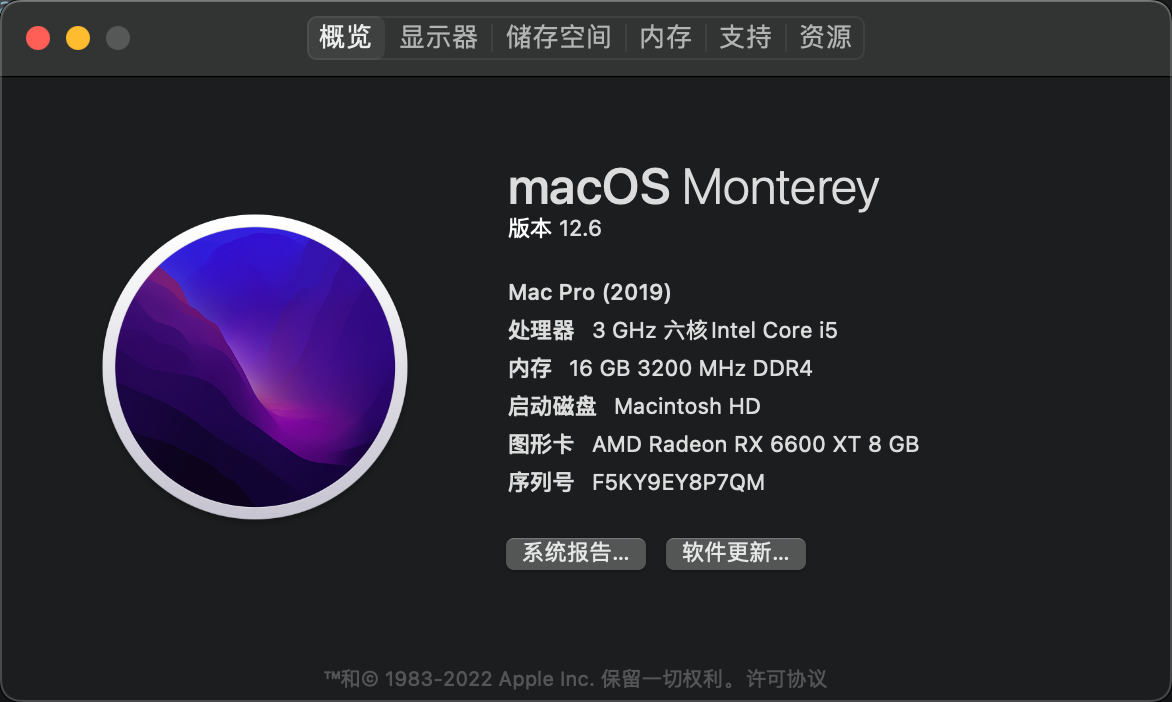 概览 显示器 储存空间 内存 支持 资源
macOS Monterey
版本 12.6
Mac Pro (2019)
处理器 3 GHz 六核Intel Core i5
内存 16 GB 3200 MHz DDR4
启动磁盘 Macintosh HD
图形卡 AMD Radeon RX 6600 XT 8 GB
序列号 F5KY9EY8P7QM
系统报告... 软件更新...
™和© 1983-2022 Apple Inc. 保留一切权利。许可协议